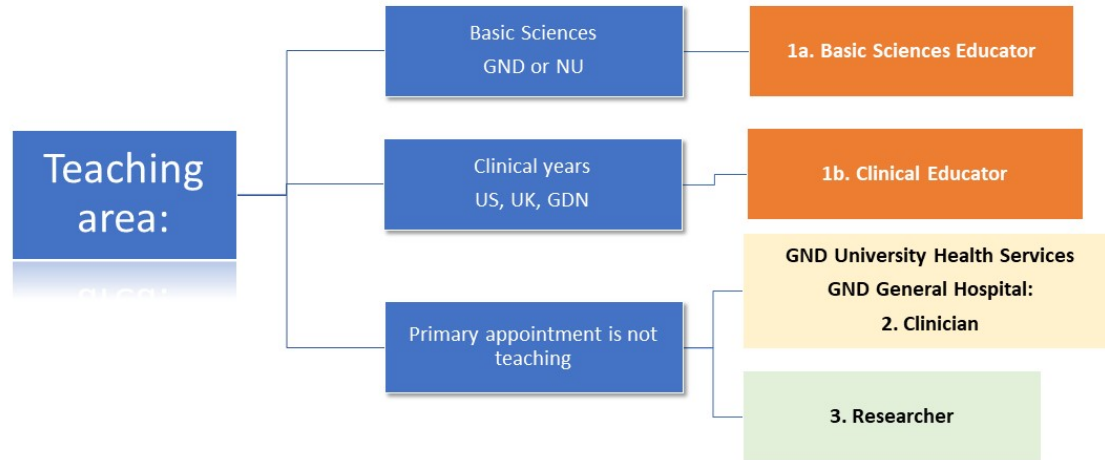 Teaching
area:
Basic Sciences
GND or NU
1a. Basic Sciences Educator
Clinical years
US, UK, GDN
1b. Clinical Educator
Primary appointment is not
teaching
GND University Health Services
GND General Hospital:
2. Clinician
3. Researcher